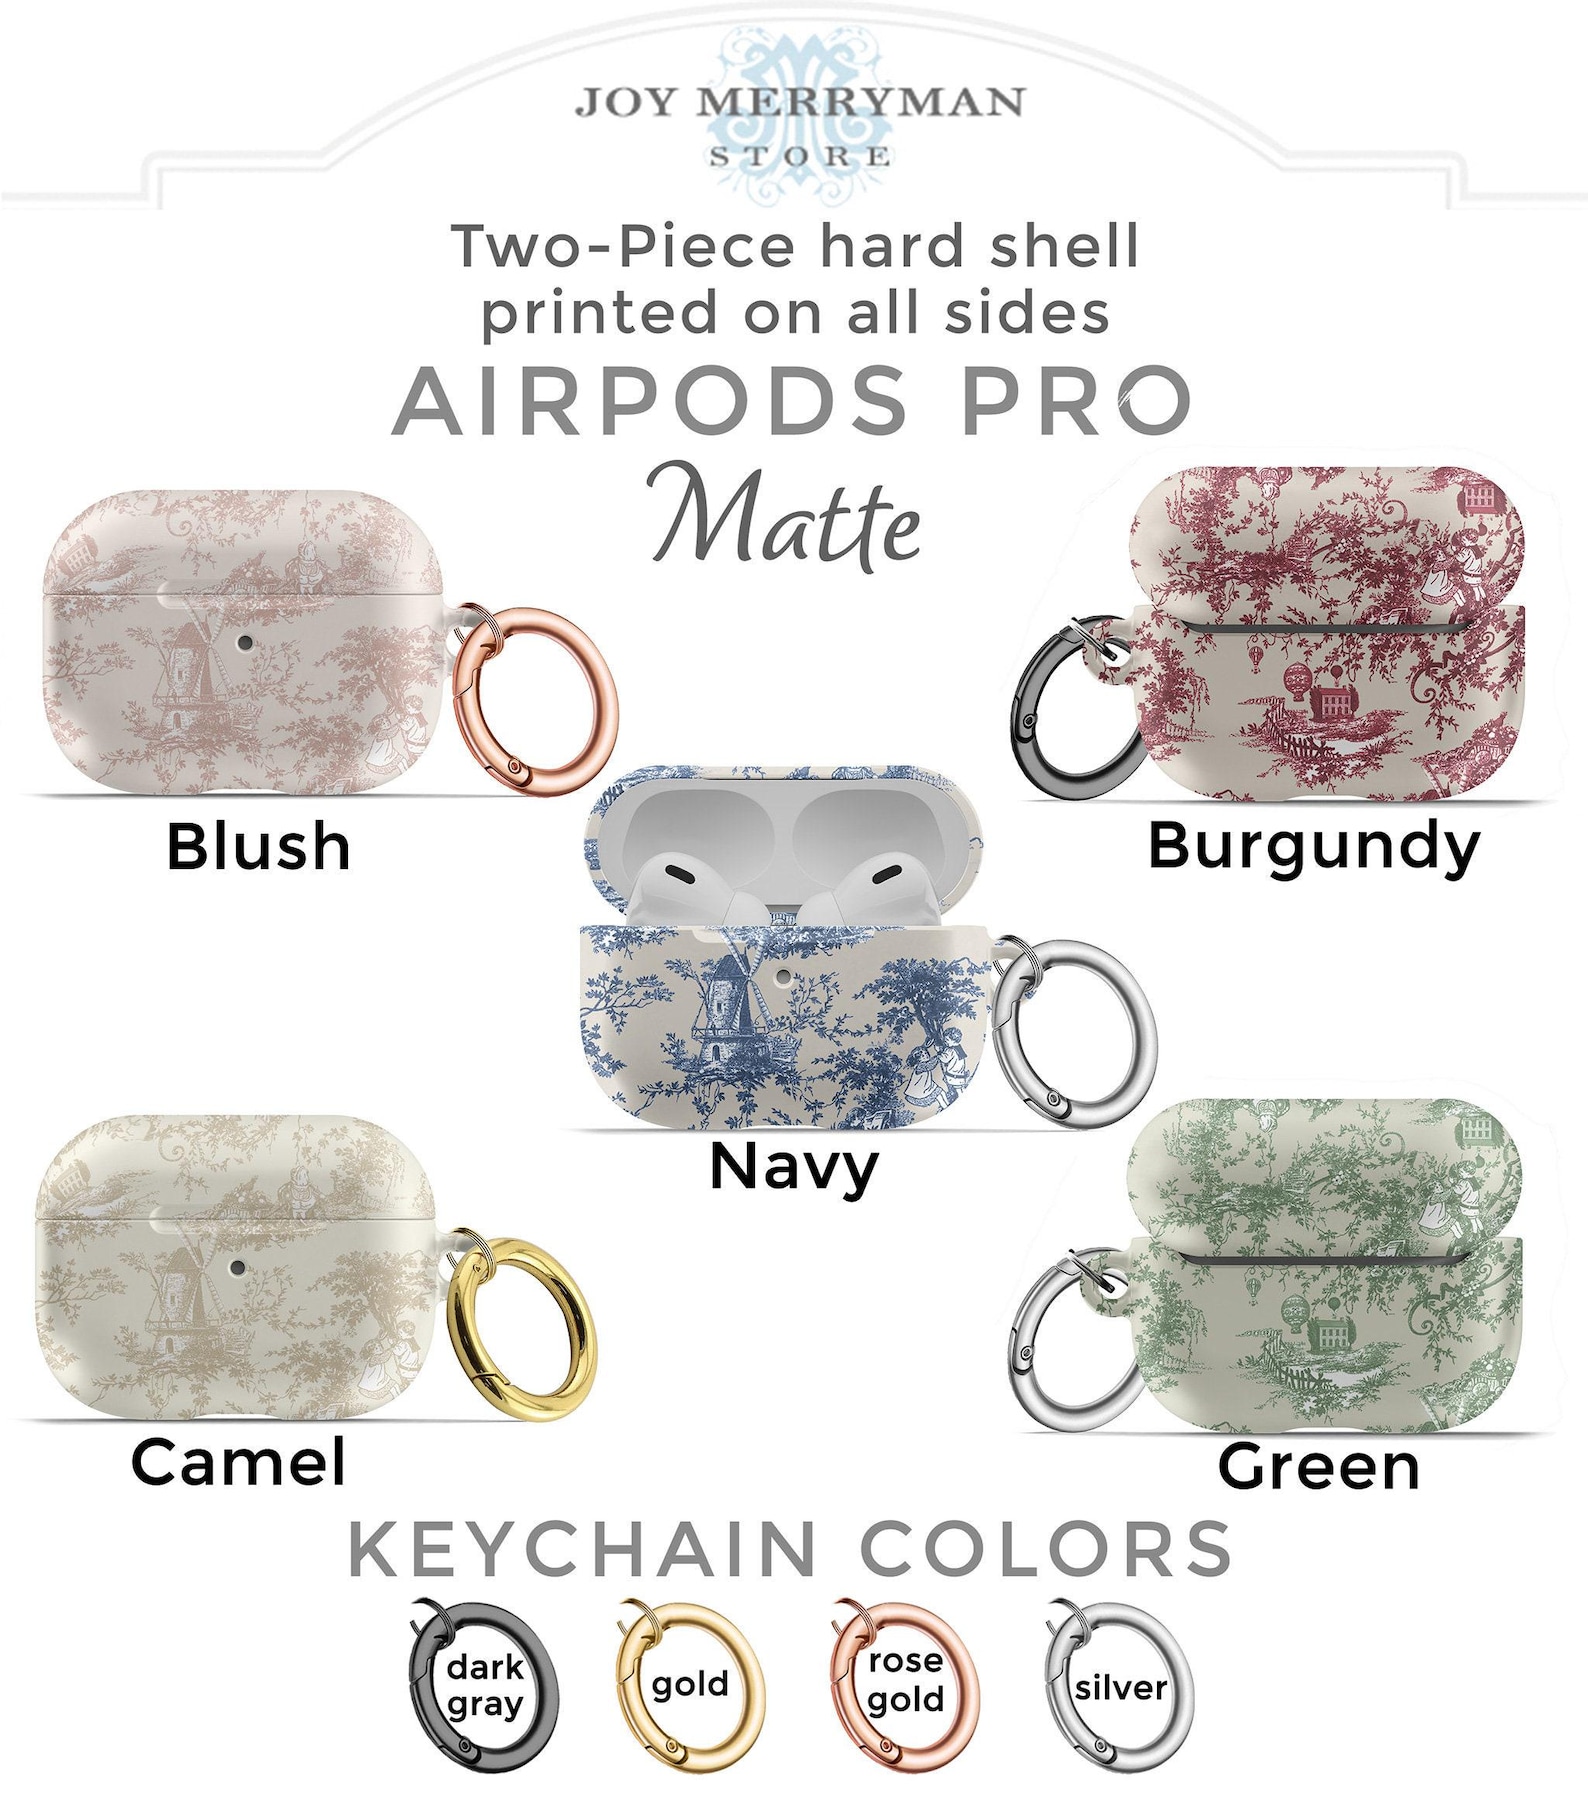 JOY MERRYMAN
STORE
Two-Piece hard shell
printed on all sides
AIRPODS PRO
Matte
Blush
Burgundy
Navy
Camel
Green
KEYCHAIN COLORS
dark
gray
gold
rose
gold
silver